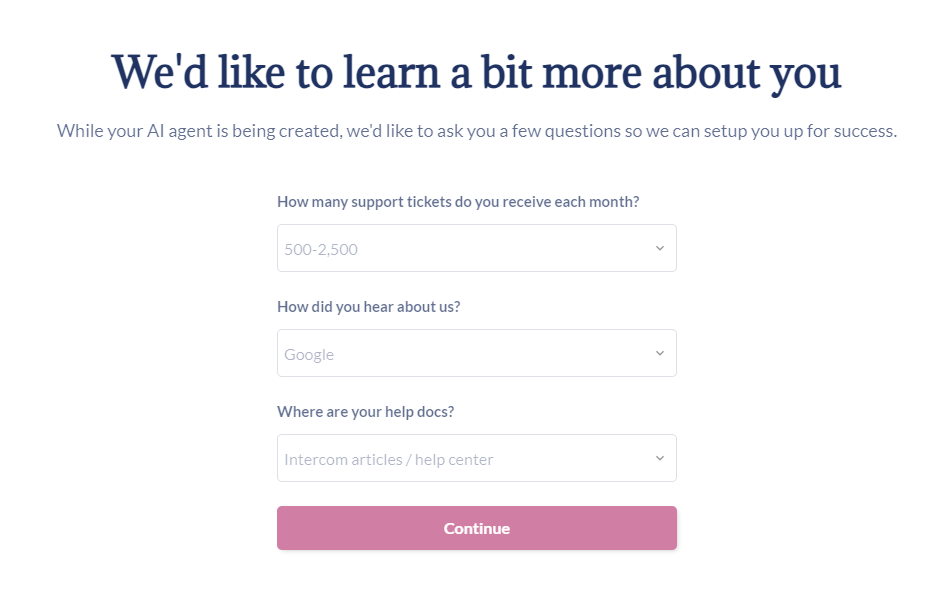 We'd like to learn a bit more about you
While your AI agent is being created, we'd like to ask you a few questions so we can setup you up for success.
How many support tickets do you receive each month?
500-2,500
How did you hear about us?
Google
Where are your help docs?
Intercom articles / help center
Continue